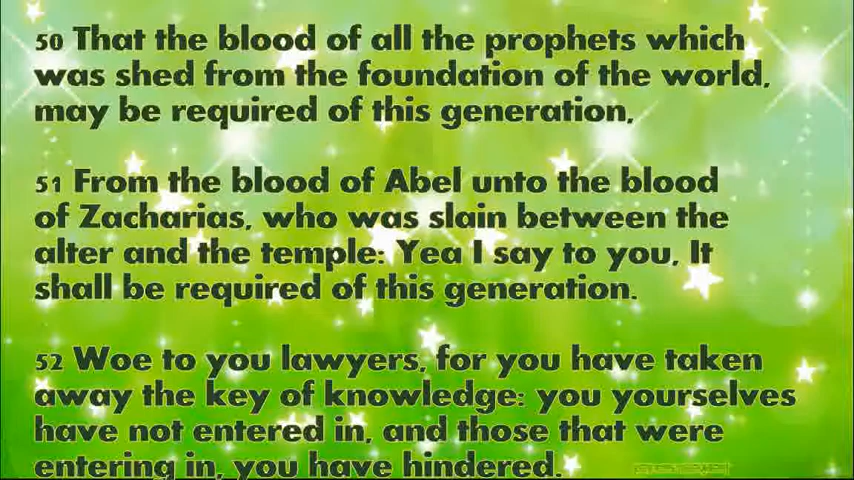 50 That the blood of all the prophets which
was shed from the foundation of the world,
may be required of this generation,
51 From the blood of Abel unto the blood
of Zacharias, who was slain between the
alter and the temple: Yea I say to you, It
shall be required of this generation.
52 Woe to you lawyers, for you have taken
away the key of knowledge: you yourselves
have not entered in, and those that were
entering in, you have hindered.